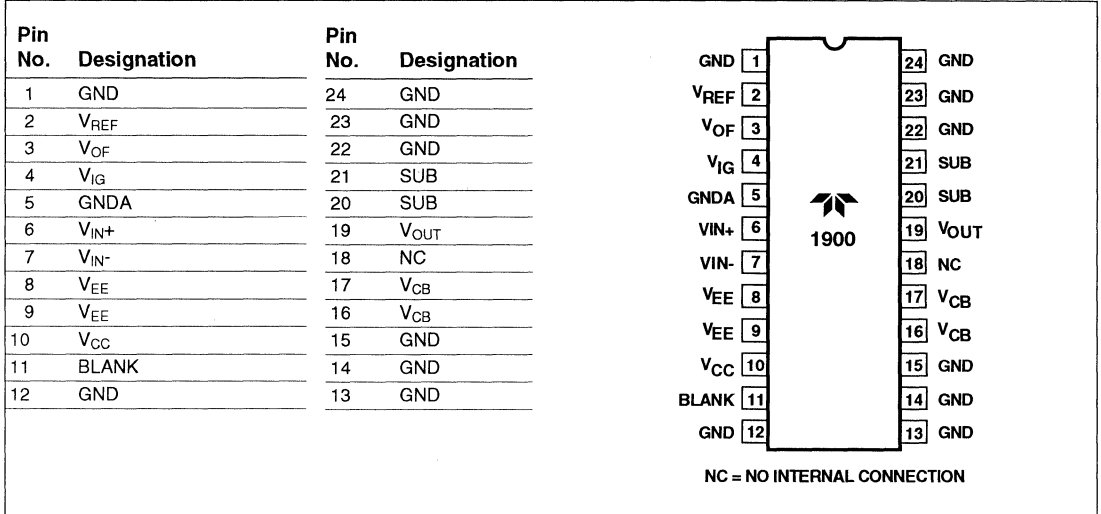 Pin No. Designation
1 GND
2 VREF
3 VOF
4 VIG
5 GNDA
6 VIN+
7 VIN-
8 VEE
9 VEE
10 VCC
11 BLANK
12 GND
Pin No. Designation
24 GND
23 GND
22 GND
21 SUB
20 SUB
19 VOUT
18 NC
17 VCB
16 VCB
15 GND
14 GND
13 GND
GND 1 24 GND
VREF 2 23 GND
VOF 3 22 GND
VIG 4 21 SUB
GNDA 5 20 SUB
VIN+ 6 19 VOUT
1900
VIN- 7 18 NC
VEE 8 17 VCB
VEE 9 16 VCB
VCC 10 15 GND
BLANK 11 14 GND
GND 12 13 GND
NC = NO INTERNAL CONNECTION